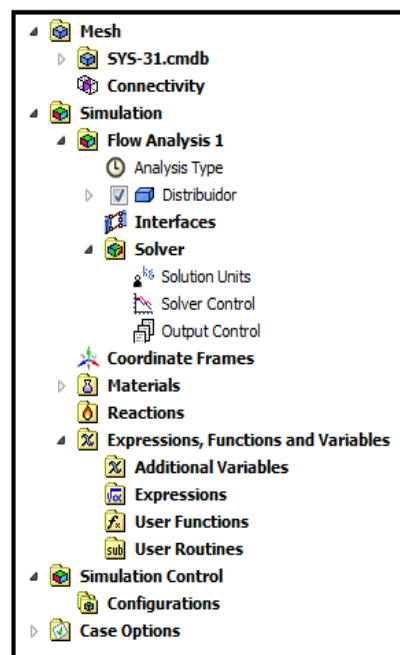 Mesh
SYS-31.cmdb
Connectivity
Simulation
Flow Analysis 1
Analysis Type
Distribuidor
Interfaces
Solver
Solution Units
Solver Control
Output Control
Coordinate Frames
Materials
Reactions
Expressions, Functions and Variables
Additional Variables
Expressions
User Functions
User Routines
Simulation Control
Configurations
Case Options